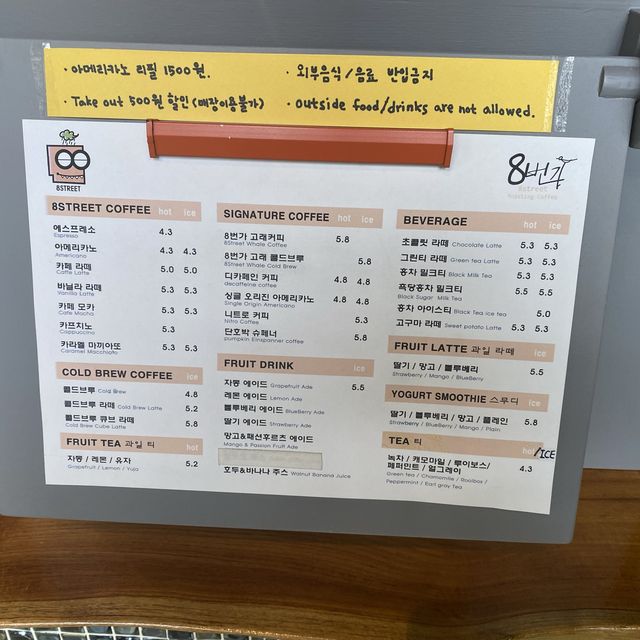 · 아메리카노 리필 1500원.
· Take out 500원 할인 (매장이용불가)
· 외부음식 / 음료 반입금지
· outside food/drinks are not allowed.
8STREET
8번가
8street
Roasting Coffee
8STREET COFFEE hot ice
에스프레소 4.3
Espresso
아메리카노 4.3 4.3
Americano
카페 라떼 5.0 5.0
Caffe Latte
바닐라 라떼 5.3 5.3
Vanilla Latte
카페 모카 5.3 5.3
Cafe Mocha
카프치노 5.3
Cappuccino
카라멜 마끼아또 5.3 5.3
Caramel Macchiato
COLD BREW COFFEE ice
콜드브루 Cold Brew 4.8
콜드브루 라떼 Cold Brew Latte 5.2
콜드브루 큐브 라떼 5.8
Cold Brew Cube Latte
FRUIT TEA 과일 티 hot
자몽 / 레몬 / 유자 5.2
Grapefruit / Lemon / Yuja
SIGNATURE COFFEE hot ice
8번가 고래커피 5.8
8Street Whale Coffee
8번가 고래 콜드브루 5.8
8Street Whale Cold Brew
디카페인 커피 4.8 4.8
decaffeine coffee
싱글 오리진 아메리카노 4.8 4.8
Single Origin Americano
니트로 커피 5.3
Nitro Coffee
단호박 슈페너 5.8
pumpkin Einspanner coffee
FRUIT DRINK ice
자몽 에이드 Grapefruit Ade 5.5
레몬 에이드 Lemon Ade
블루베리 에이드 BlueBerry Ade
딸기 에이드 Strawberry Ade
망고&패션후르츠 에이드
Mango & Passion Fruit Ade
호두&바나나 주스 Walnut Banana Juice
BEVERAGE hot ice
초콜릿 라떼 Chocolate Latte 5.3 5.3
그린티 라떼 Green tea Latte 5.3 5.3
홍차 밀크티 Black Milk Tea 5.3 5.3
흑당홍차 밀크티 5.5 5.5
Black Sugar Milk Tea
홍차 아이스티 Black Tea ice tea 5.0
고구마 라떼 Sweet potato Latte 5.3 5.3
FRUIT LATTE 과일 라떼 ice
딸기 / 망고 / 블루베리 5.5
Strawberry / Mango / BlueBerry
YOGURT SMOOTHIE 스무디 ice
딸기 / 블루베리 / 망고 / 플레인 5.8
Strawberry / BlueBerry / Mango / Plain
TEA 티 hot /ICE
녹차 / 캐모마일 / 루이보스/ 4.3
페퍼민트 / 얼그레이
Green tea / Chamomilie / Rooibos /
Peppermint / Earl gray Tea